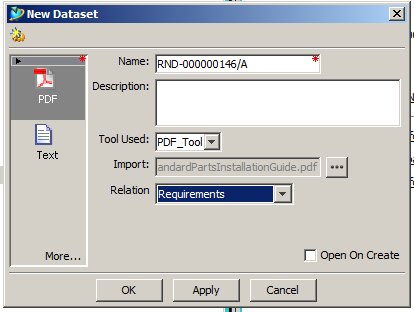 New Dataset
PDF
Text
More...
Name: RND-000000146/A
Description:
Tool Used: PDF_Tool
Import: andardPartsInstallationGuide.pdf ...
Relation Requirements
Open On Create
OK Apply Cancel